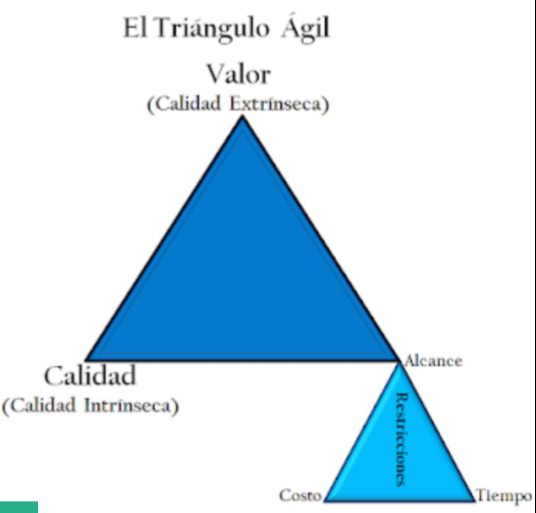 El Triángulo Ágil
Valor
(Calidad Extrínseca)
Alcance
Calidad
(Calidad Intrínseca)
Restricciones
Costo
Tiempo